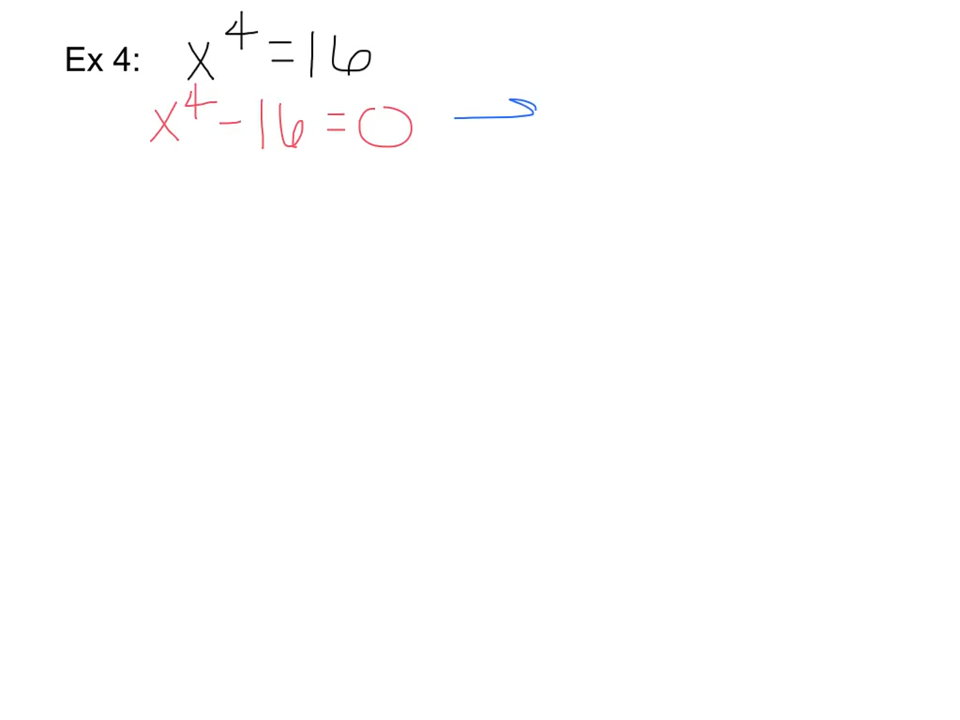 Ex 4: x⁴ = 16
x⁴ - 16 = 0 →